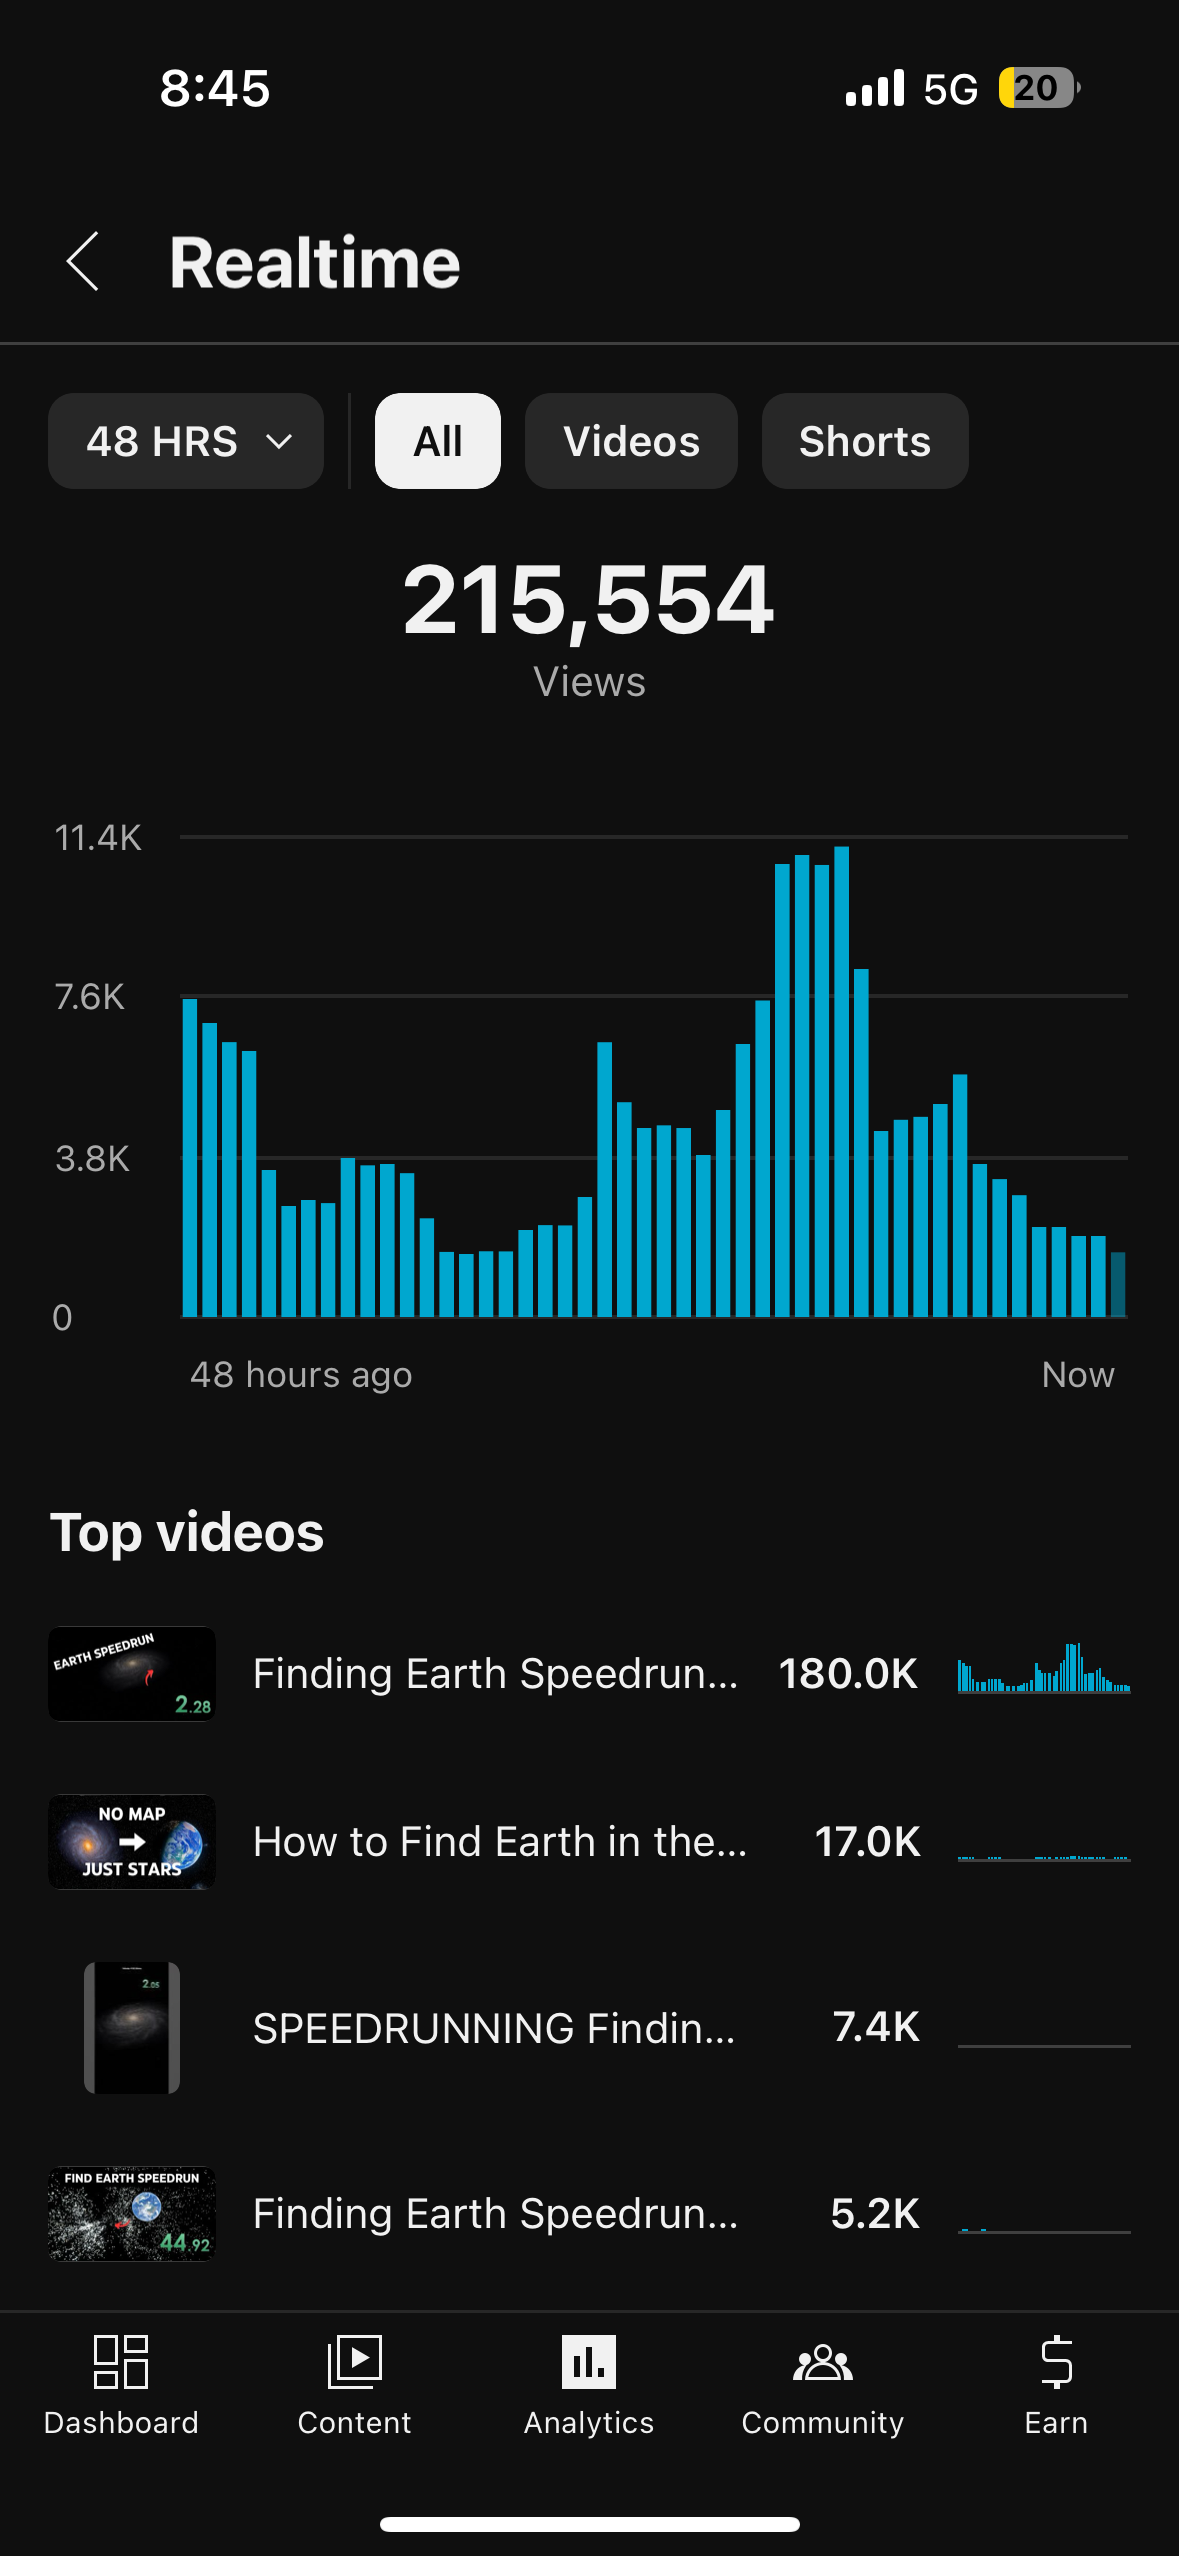 8:45
5G 20
Realtime
48 HRS All Videos Shorts
215,554
Views
11.4K
7.6K
3.8K
0
48 hours ago Now
Top videos
EARTH SPEEDRUN
2.28
Finding Earth Speedrun... 180.0K
NO MAP
JUST STARS
How to Find Earth in the... 17.0K
2.05
SPEEDRUNNING Findin... 7.4K
FIND EARTH SPEEDRUN
44.92
Finding Earth Speedrun... 5.2K
Dashboard Content Analytics Community Earn